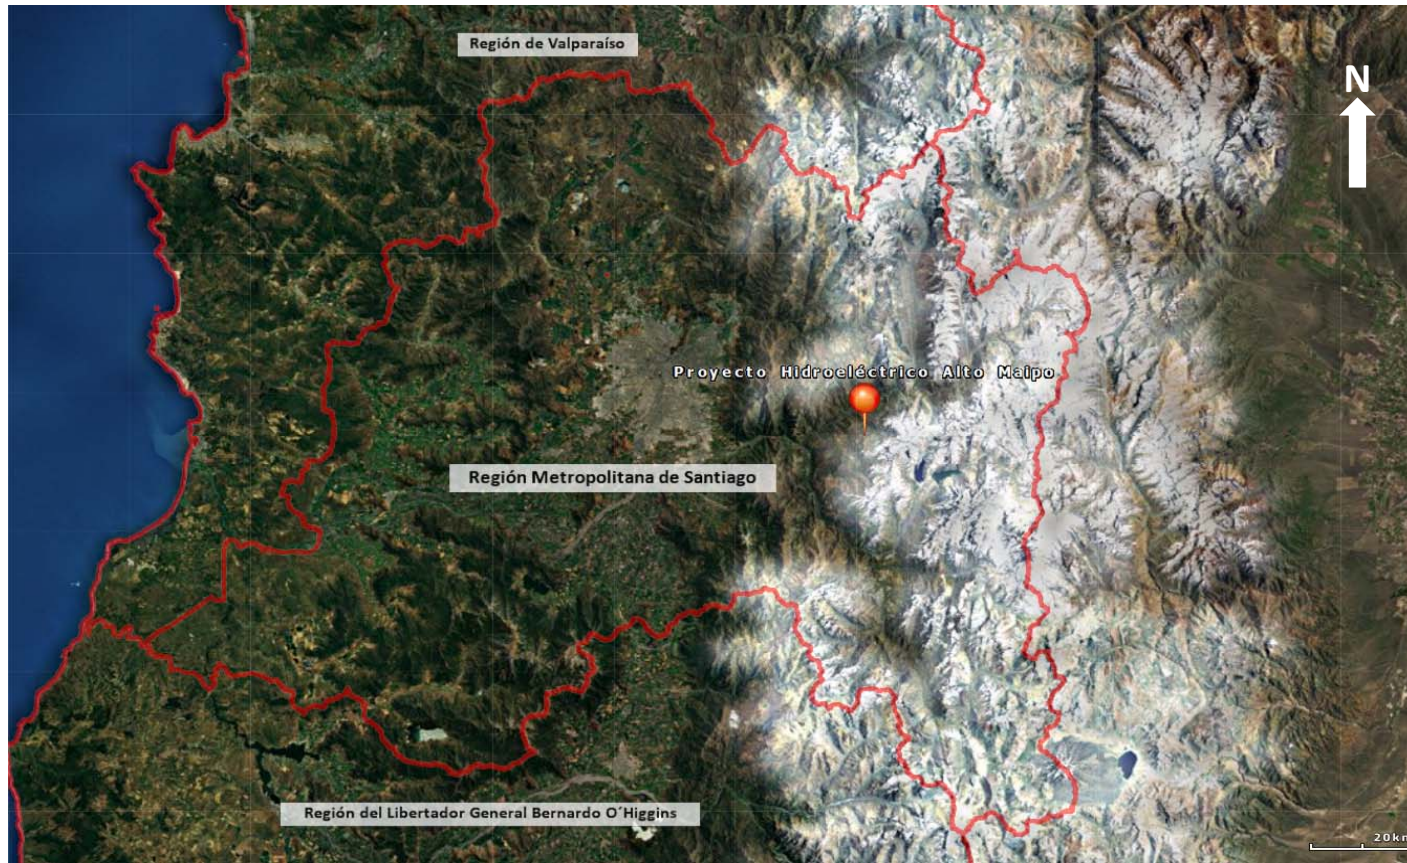 Región de Valparaíso
N
Proyecto Hidroeléctrico Alto Maipo
Región Metropolitana de Santiago
Región del Libertador General Bernardo O´Higgins
20km